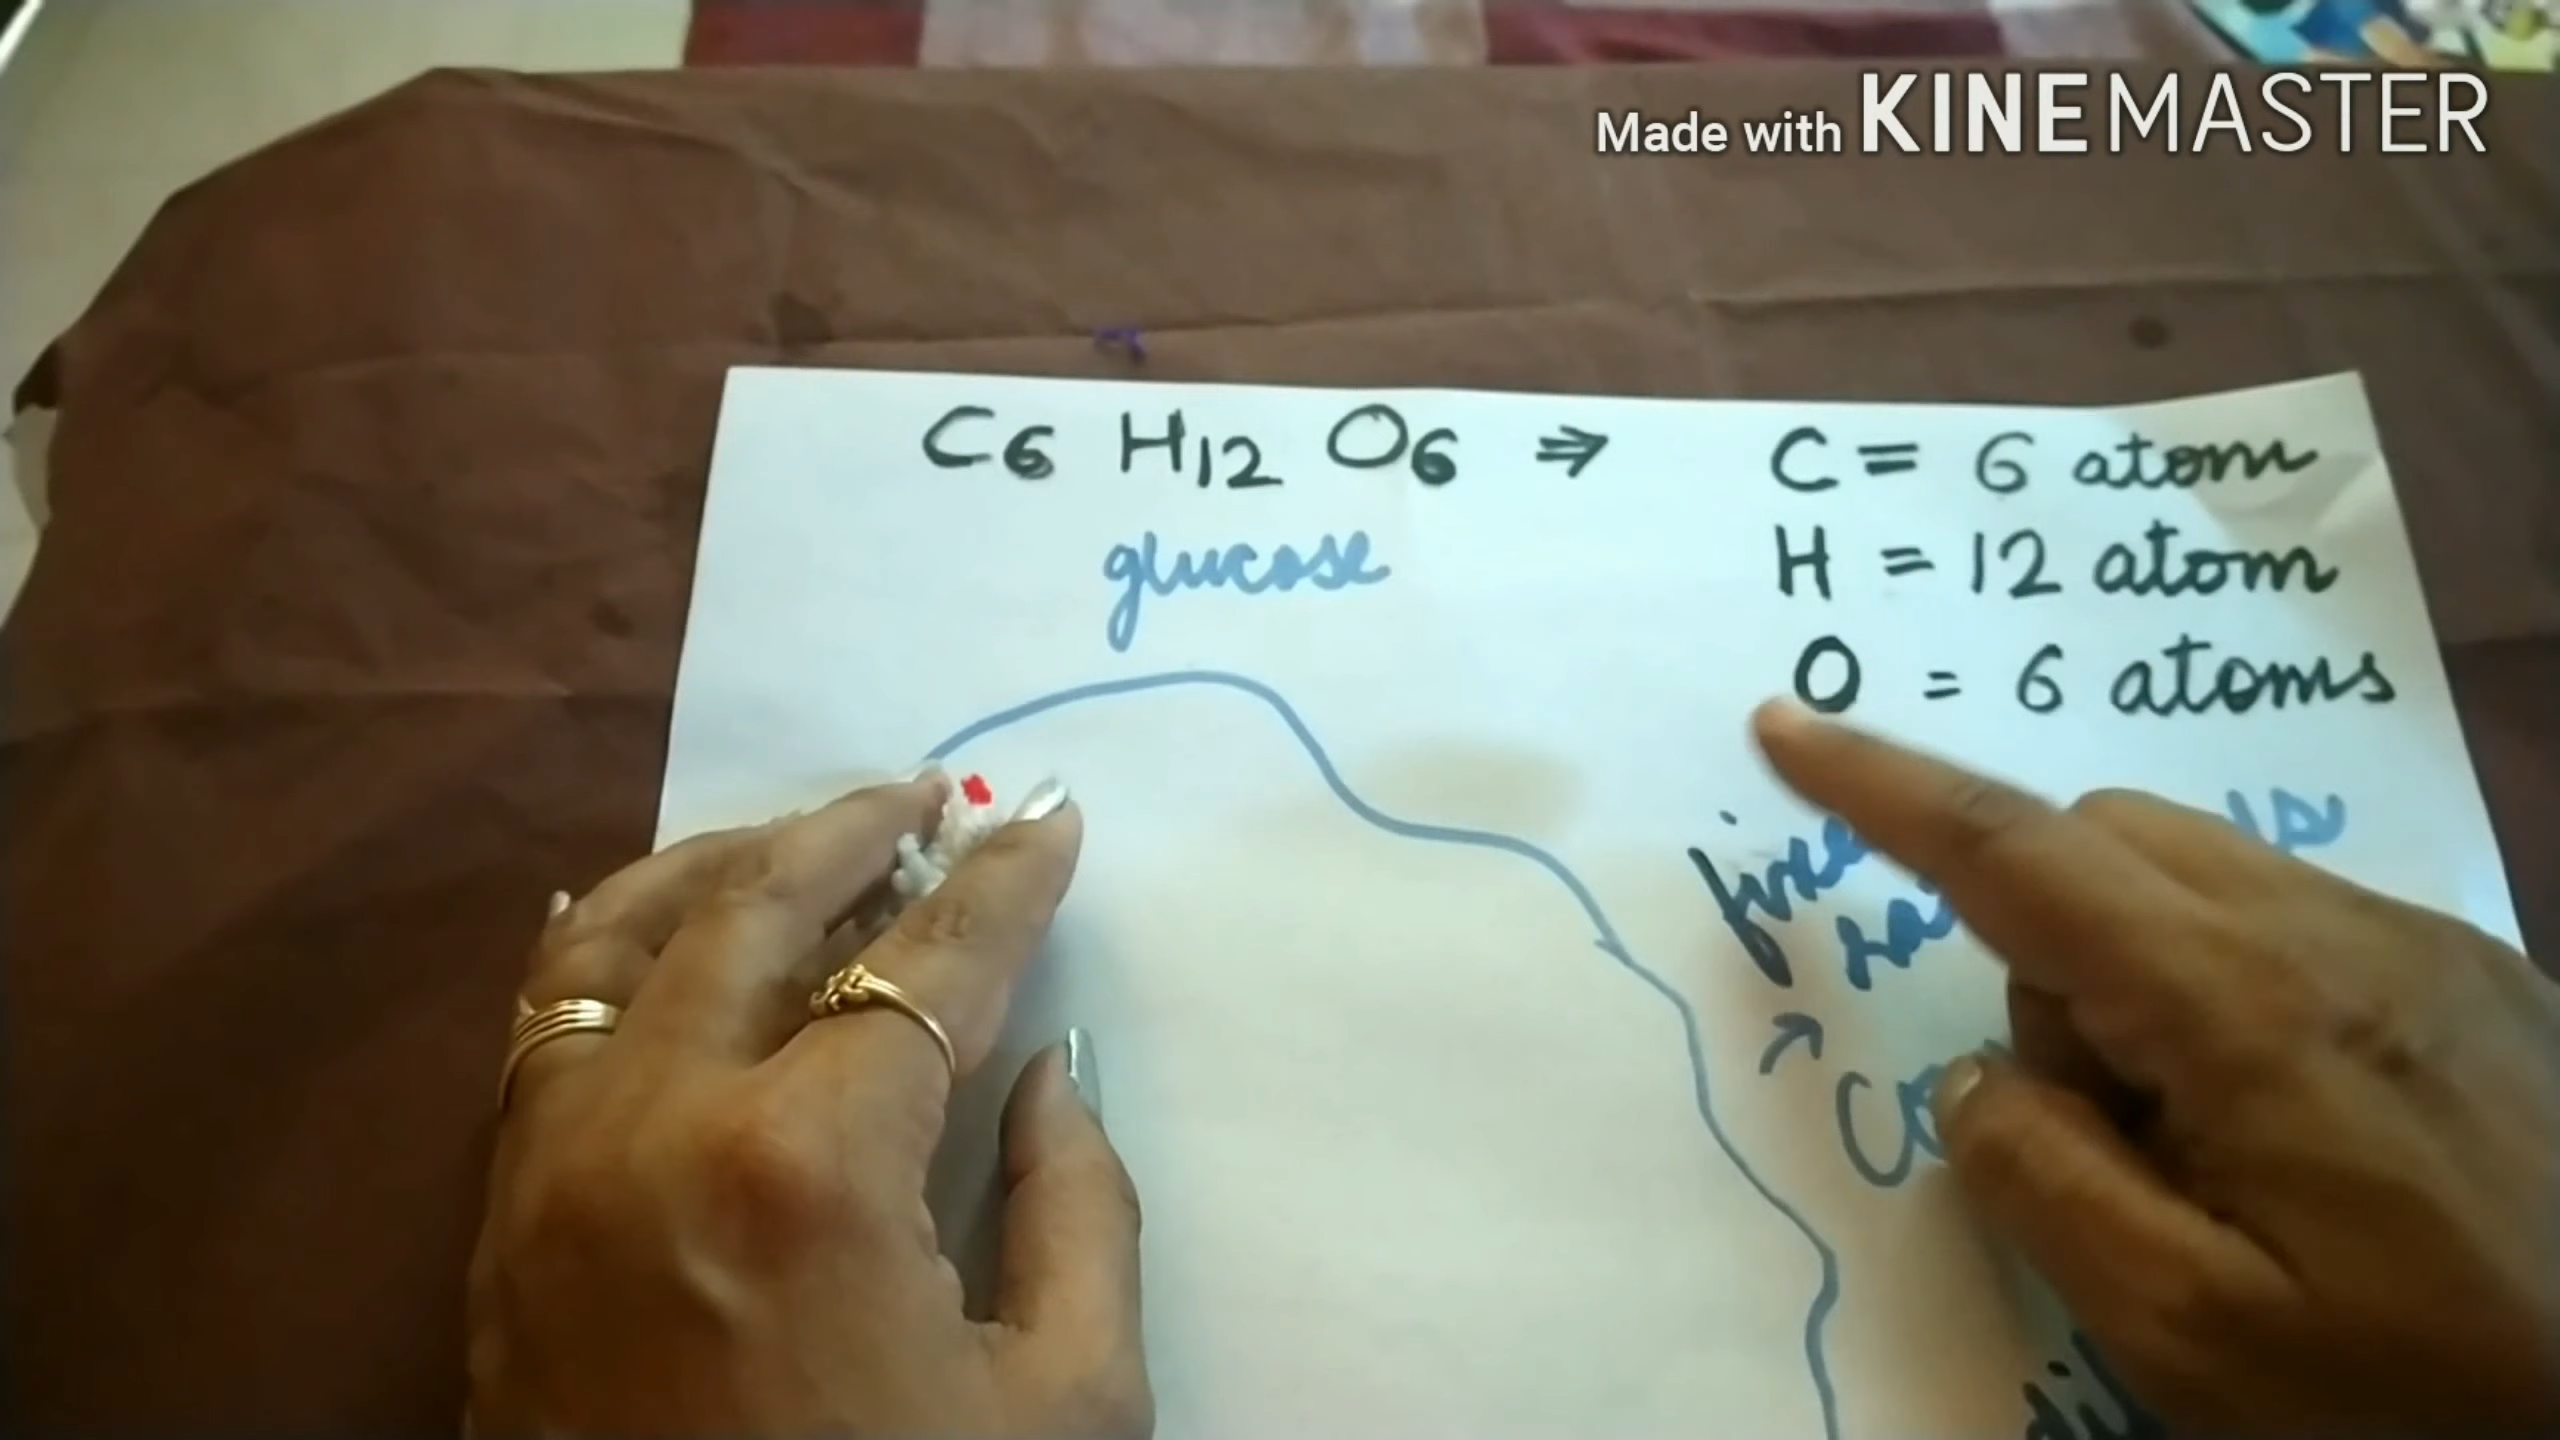 Made with KINEMASTER
C6 H12 O6 ⇒ C = 6 atom
glucose H = 12 atom
O = 6 atoms